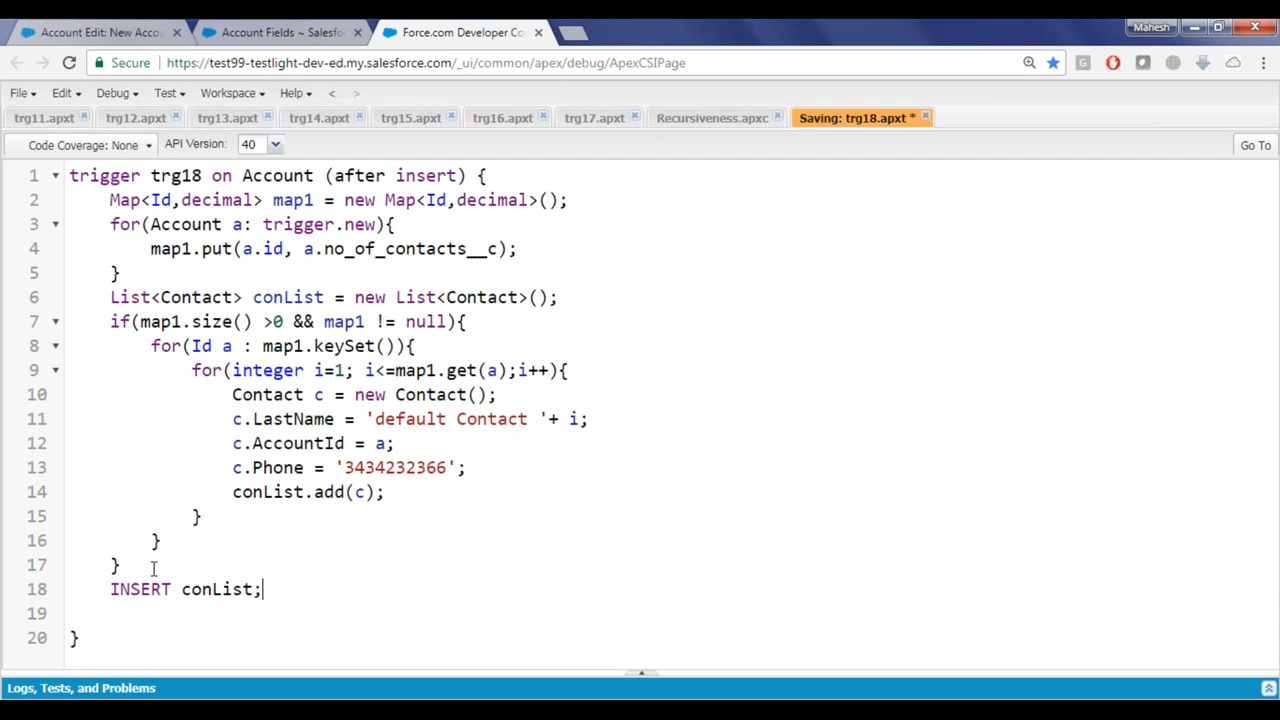 Account Edit: New Accou
Account Fields ~ Salesfor
Force.com Developer Co
Mahesh
Secure
https://test99-testlight-dev-ed.my.salesforce.com/_ui/common/apex/debug/ApexCSIPage
File Edit Debug Test Workspace Help < >
trg11.apxt trg12.apxt trg13.apxt trg14.apxt trg15.apxt trg16.apxt trg17.apxt Recursiveness.apxc Saving: trg18.apxt *
Code Coverage: None API Version: 40 Go To
1 trigger trg18 on Account (after insert) {
2 Map<Id,decimal> map1 = new Map<Id,decimal>();
3 for(Account a: trigger.new){
4 map1.put(a.id, a.no_of_contacts__c);
5 }
6 List<Contact> conList = new List<Contact>();
7 if(map1.size() >0 && map1 != null){
8 for(Id a : map1.keySet()){
9 for(integer i=1; i<=map1.get(a);i++){
10 Contact c = new Contact();
11 c.LastName = 'default Contact '+ i;
12 c.AccountId = a;
13 c.Phone = '3434232366';
14 conList.add(c);
15 }
16 }
17 }
18 INSERT conList;
19
20 }
Logs, Tests, and Problems